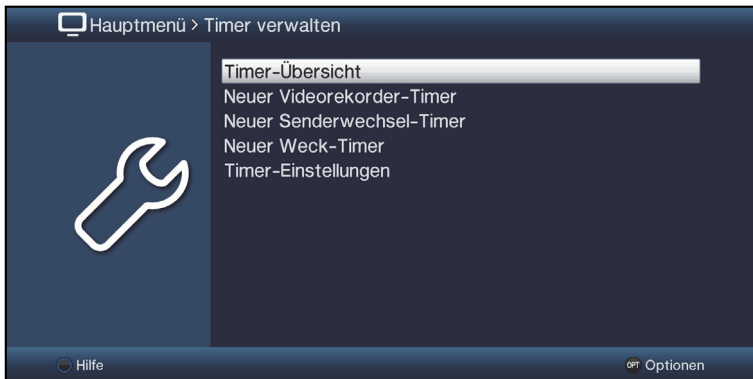 Hauptmenü > Timer verwalten
Timer-Übersicht
Neuer Videorekorder-Timer
Neuer Senderwechsel-Timer
Neuer Weck-Timer
Timer-Einstellungen
Hilfe
OPT Optionen